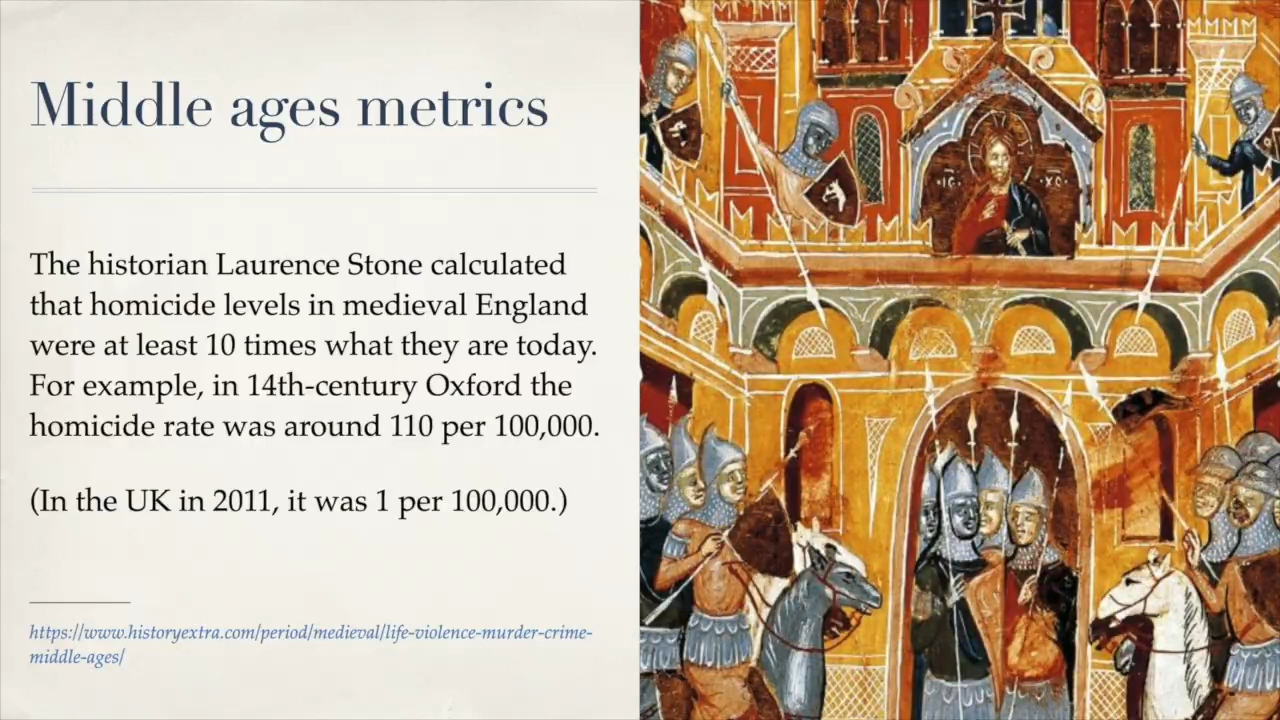 Middle ages metrics
The historian Laurence Stone calculated
that homicide levels in medieval England
were at least 10 times what they are today.
For example, in 14th-century Oxford the
homicide rate was around 110 per 100,000.
(In the UK in 2011, it was 1 per 100,000.)
https://www.historyextra.com/period/medieval/life-violence-murder-crime-
middle-ages/